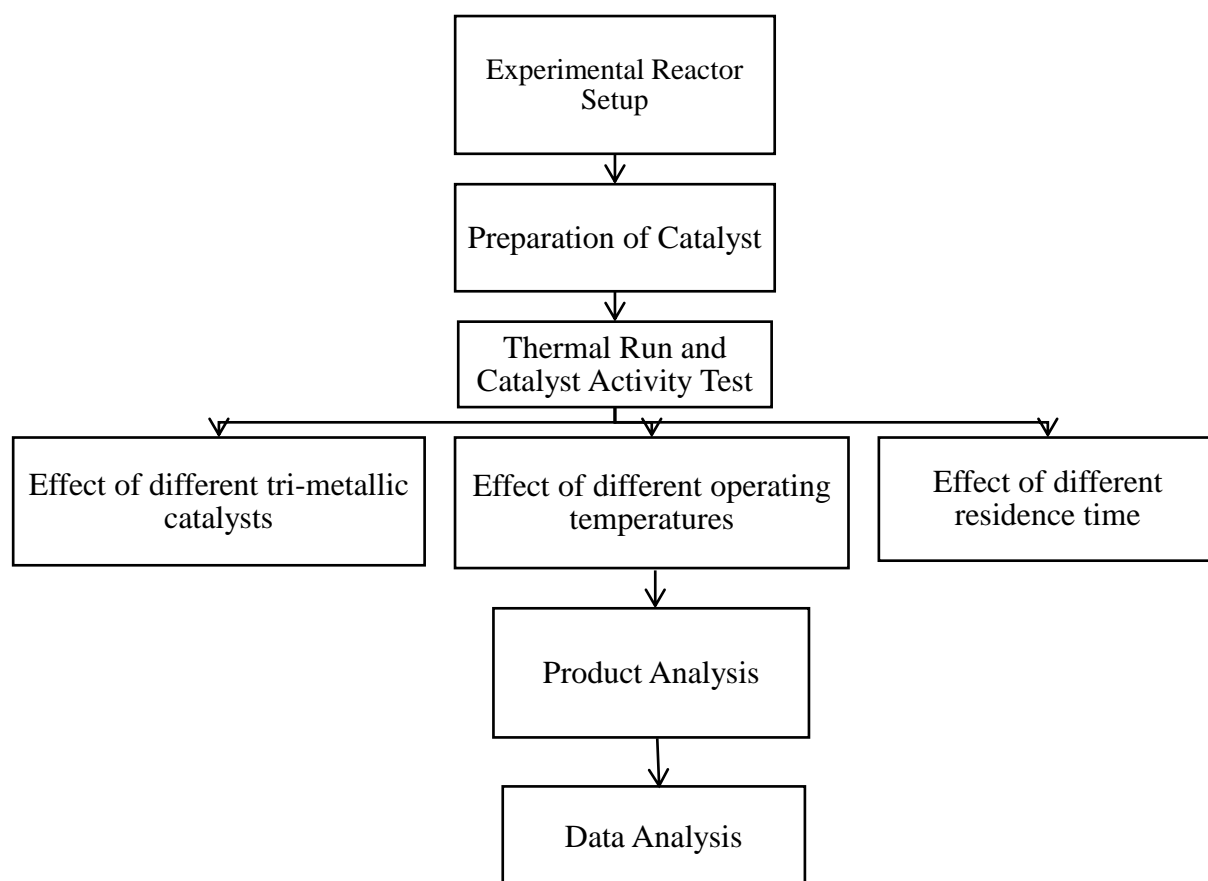 Experimental Reactor
Setup
Preparation of Catalyst
Thermal Run and
Catalyst Activity Test
Effect of different tri-metallic
catalysts
Effect of different operating
temperatures
Effect of different
residence time
Product Analysis
Data Analysis